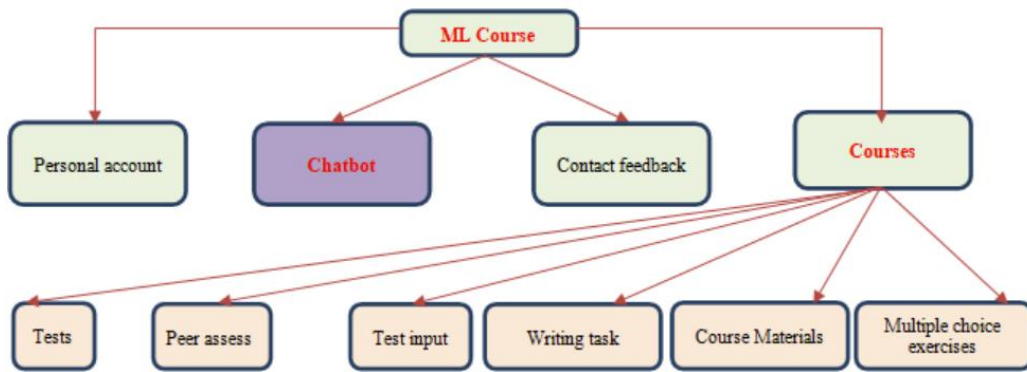 ML Course
Personal account
Chatbot
Contact feedback
Courses
Tests
Peer assess
Test input
Writing task
Course Materials
Multiple choice
exercises